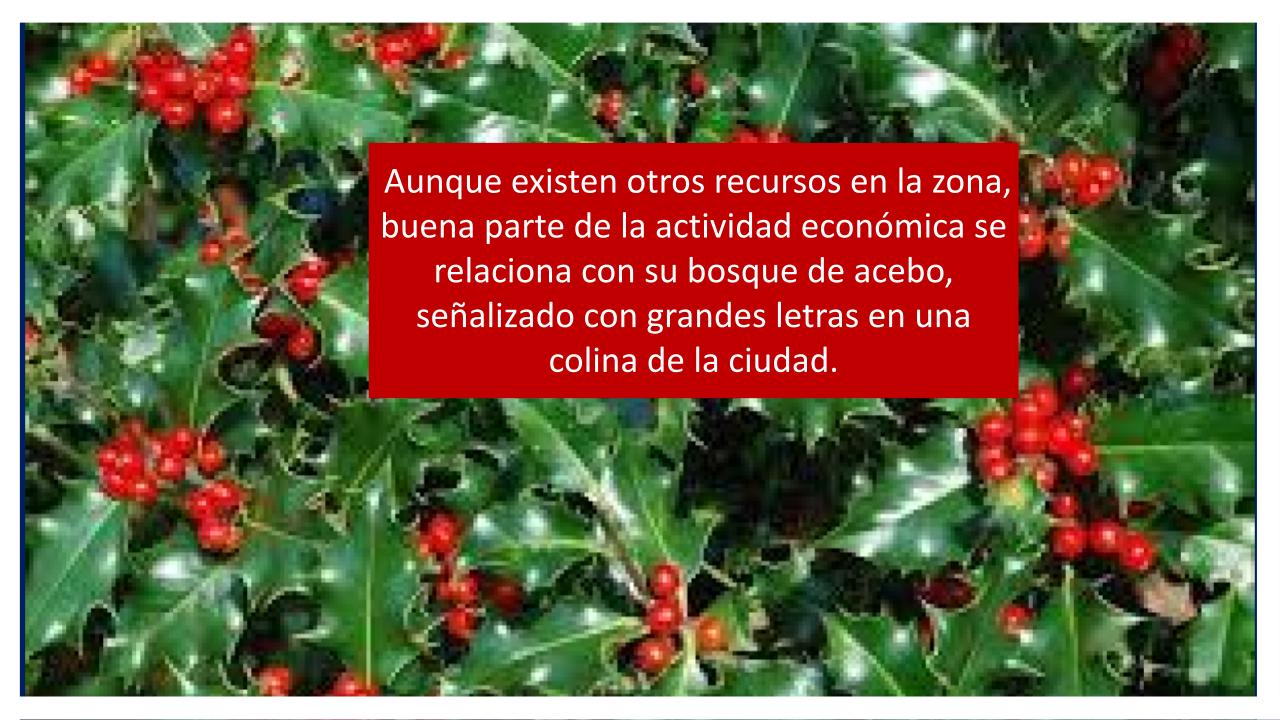 Aunque existen otros recursos en la zona,
buena parte de la actividad económica se
relaciona con su bosque de acebo,
señalizado con grandes letras en una
colina de la ciudad.